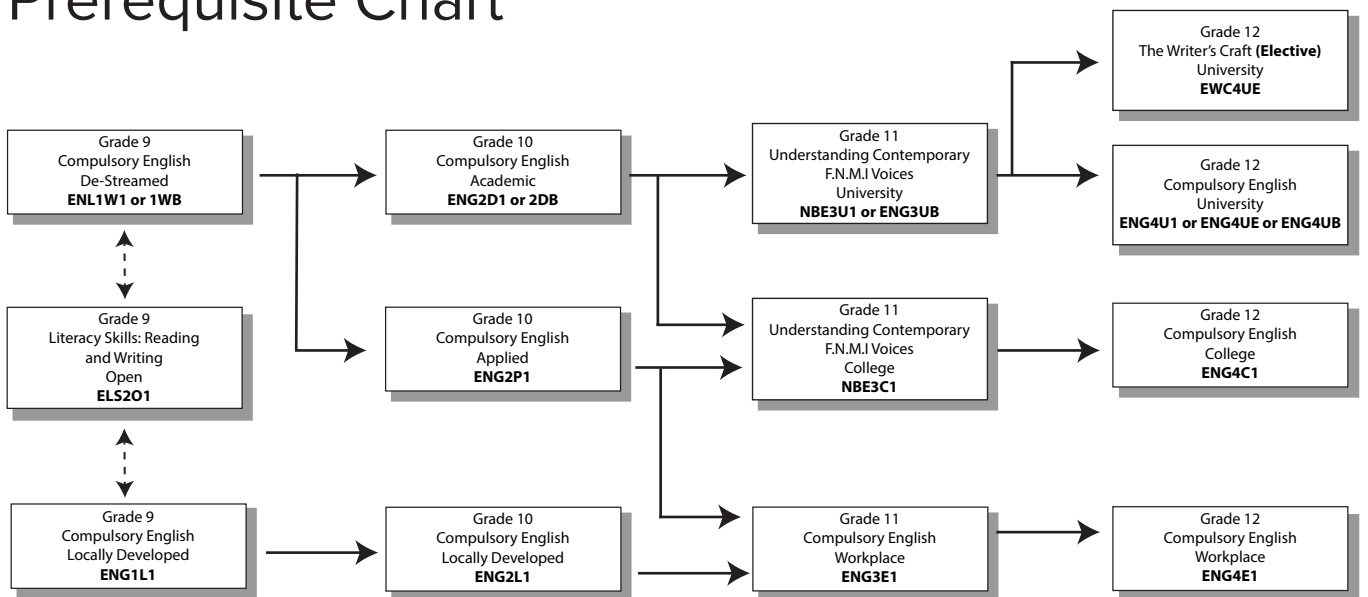 Prerequisite Chart
Grade 9
Compulsory English
De-Streamed
ENL1W1 or 1WB
Grade 9
Literacy Skills: Reading
and Writing
Open
ELS2O1
Grade 9
Compulsory English
Locally Developed
ENG1L1
Grade 10
Compulsory English
Academic
ENG2D1 or 2DB
Grade 10
Compulsory English
Applied
ENG2P1
Grade 10
Compulsory English
Locally Developed
ENG2L1
Grade 11
Understanding Contemporary
F.N.M.I Voices
University
NBE3U1 or ENG3UB
Grade 11
Understanding Contemporary
F.N.M.I Voices
College
NBE3C1
Grade 11
Compulsory English
Workplace
ENG3E1
Grade 12
The Writer's Craft (Elective)
University
EWC4UE
Grade 12
Compulsory English
University
ENG4U1 or ENG4UE or ENG4UB
Grade 12
Compulsory English
College
ENG4C1
Grade 12
Compulsory English
Workplace
ENG4E1